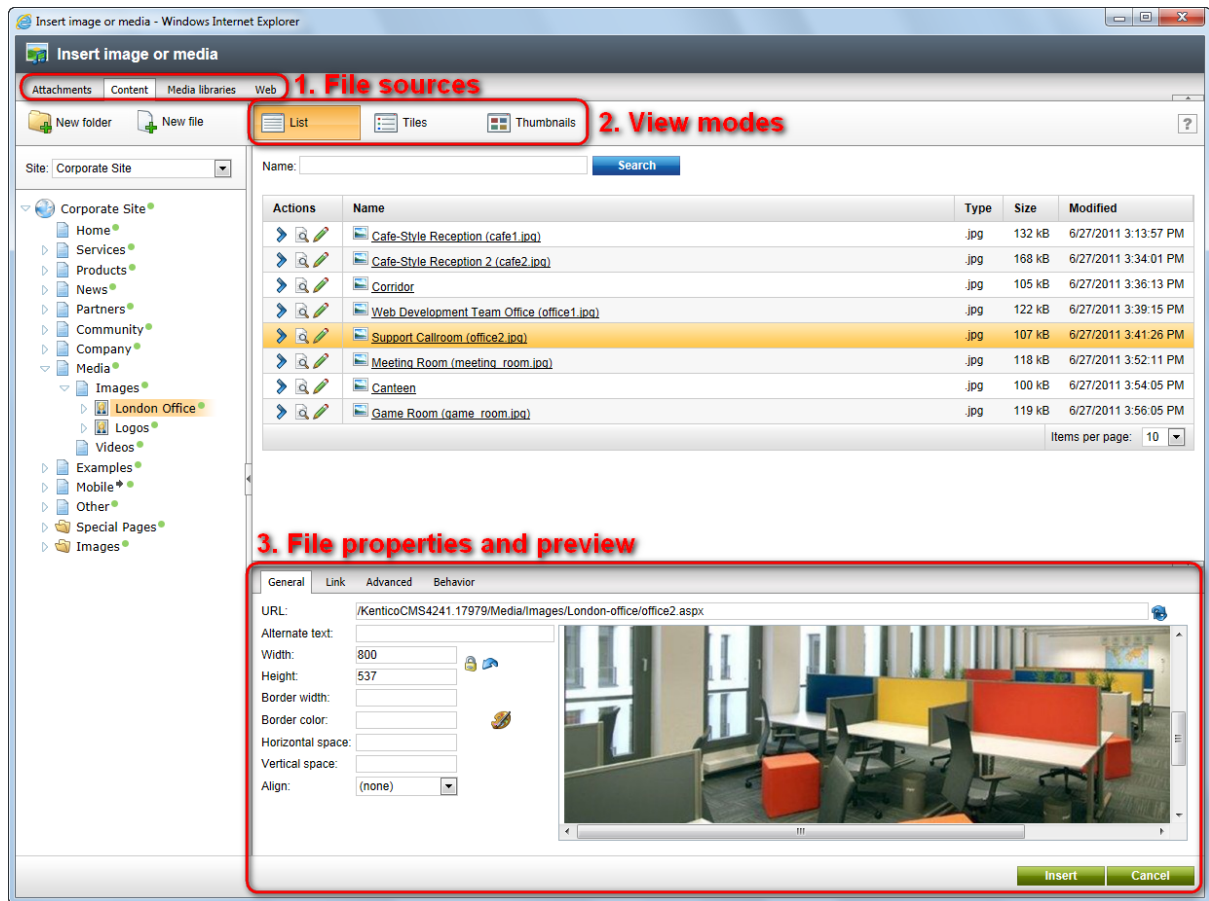 Insert image or media - Windows Internet Explorer
Insert image or media
Attachments Content Media libraries Web 1. File sources
New folder New file List Tiles Thumbnails 2. View modes ?
Site: Corporate Site
Name: Search
Corporate Site
Home
Services
Products
News
Partners
Community
Company
Media
Images
London Office
Logos
Videos
Examples
Mobile
Other
Special Pages
Images
Actions Name Type Size Modified
Cafe-Style Reception (cafe1.jpg) .jpg 132 kB 6/27/2011 3:13:57 PM
Cafe-Style Reception 2 (cafe2.jpg) .jpg 168 kB 6/27/2011 3:34:01 PM
Corridor .jpg 105 kB 6/27/2011 3:36:13 PM
Web Development Team Office (office1.jpg) .jpg 122 kB 6/27/2011 3:39:15 PM
Support Callroom (office2.jpg) .jpg 107 kB 6/27/2011 3:41:26 PM
Meeting Room (meeting_room.jpg) .jpg 118 kB 6/27/2011 3:52:11 PM
Canteen .jpg 100 kB 6/27/2011 3:54:05 PM
Game Room (game_room.jpg) .jpg 119 kB 6/27/2011 3:56:05 PM
Items per page: 10
3. File properties and preview
General Link Advanced Behavior
URL: /KenticoCMS4241.17979/Media/Images/London-office/office2.aspx
Alternate text:
Width: 800
Height: 537
Border width:
Border color:
Horizontal space:
Vertical space:
Align: (none)
Insert Cancel